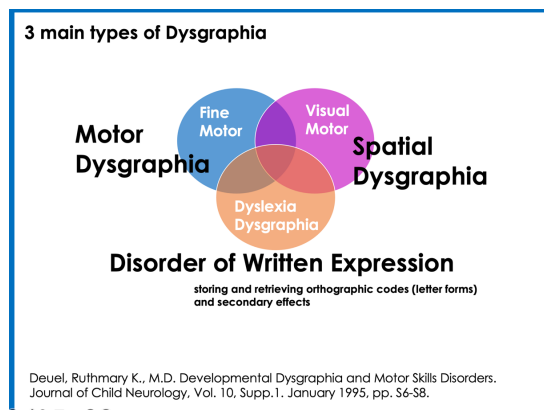 3 main types of Dysgraphia
Fine
Motor
Visual
Motor
Motor
Dysgraphia
Spatial
Dysgraphia
Dyslexia
Dysgraphia
Disorder of Written Expression
storing and retrieving orthographic codes (letter forms)
and secondary effects
Deuel, Ruthmary K., M.D. Developmental Dysgraphia and Motor Skills Disorders.
Journal of Child Neurology, Vol. 10, Supp.1. January 1995, pp. S6-S8.